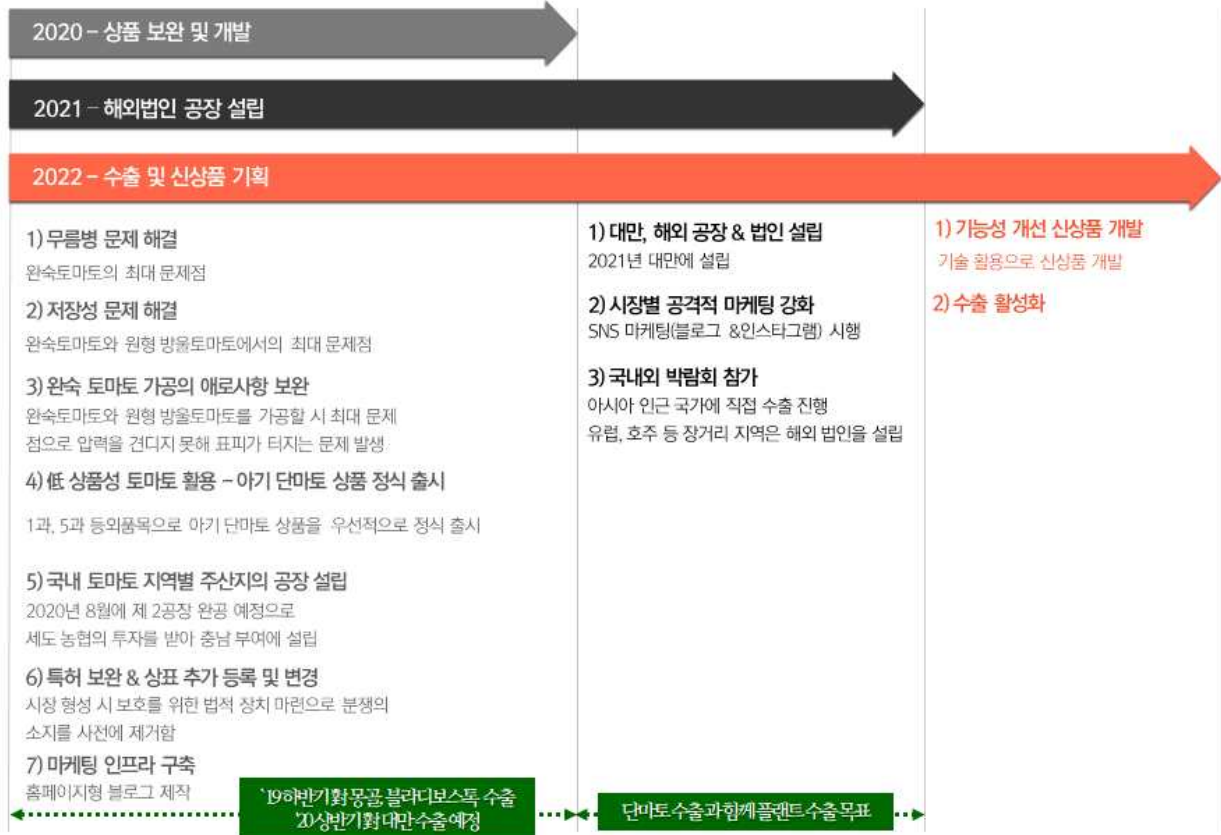 2020 – 상품 보완 및 개발
2021 – 해외법인 공장 설립
2022 – 수출 및 신상품 기획
1) 무름병 문제 해결
완숙토마토의 최대 문제점
2) 저장성 문제 해결
완숙토마토와 원형 방울토마토에서의 최대 문제점
3) 완숙 토마토 가공의 애로사항 보완
완숙토마토와 원형 방울토마토를 가공할 시 최대 문제
점으로 압력을 견디지 못해 표피가 터지는 문제 발생
4) 低 상품성 토마토 활용 – 아기 단마토 상품 정식 출시
1과, 5과 등외품목으로 아기 단마토 상품을 우선적으로 정식 출시
5) 국내 토마토 지역별 주산지의 공장 설립
2020년 8월에 제 2공장 완공 예정으로
세도 농협의 투자를 받아 충남 부여에 설립
6) 특허 보완 & 상표 추가 등록 및 변경
시장 형성 시 보호를 위한 법적 장치 마련으로 분쟁의
소지를 사전에 제거함
7) 마케팅 인프라 구축
홈페이지형 블로그 제작
'19하반기 對 몽골, 블라디보스톡 수출
'20상반기 對 대만 수출 예정
1) 대만, 해외 공장 & 법인 설립
2021년 대만에 설립
2) 시장별 공격적 마케팅 강화
SNS 마케팅(블로그 &인스타그램) 시행
3) 국내외 박람회 참가
아시아 인근 국가에 직접 수출 진행
유럽, 호주 등 장거리 지역은 해외 법인을 설립
단마토 수출과 함께 플랜트 수출 목표
1) 기능성 개선 신상품 개발
기술 활용으로 신상품 개발
2) 수출 활성화